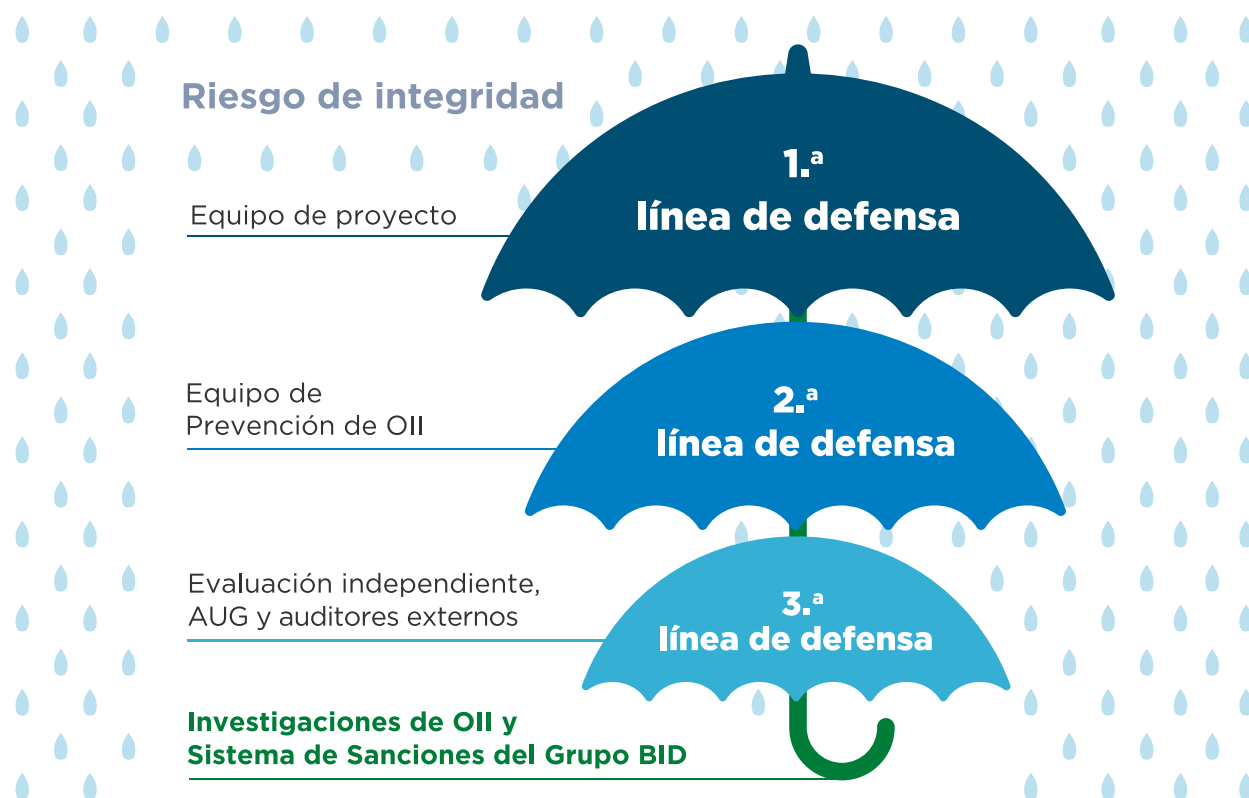 Riesgo de integridad
1.ª
línea de defensa
Equipo de proyecto
2.ª
línea de defensa
Equipo de
Prevención de OII
3.ª
línea de defensa
Evaluación independiente,
AUG y auditores externos
Investigaciones de OII y
Sistema de Sanciones del Grupo BID